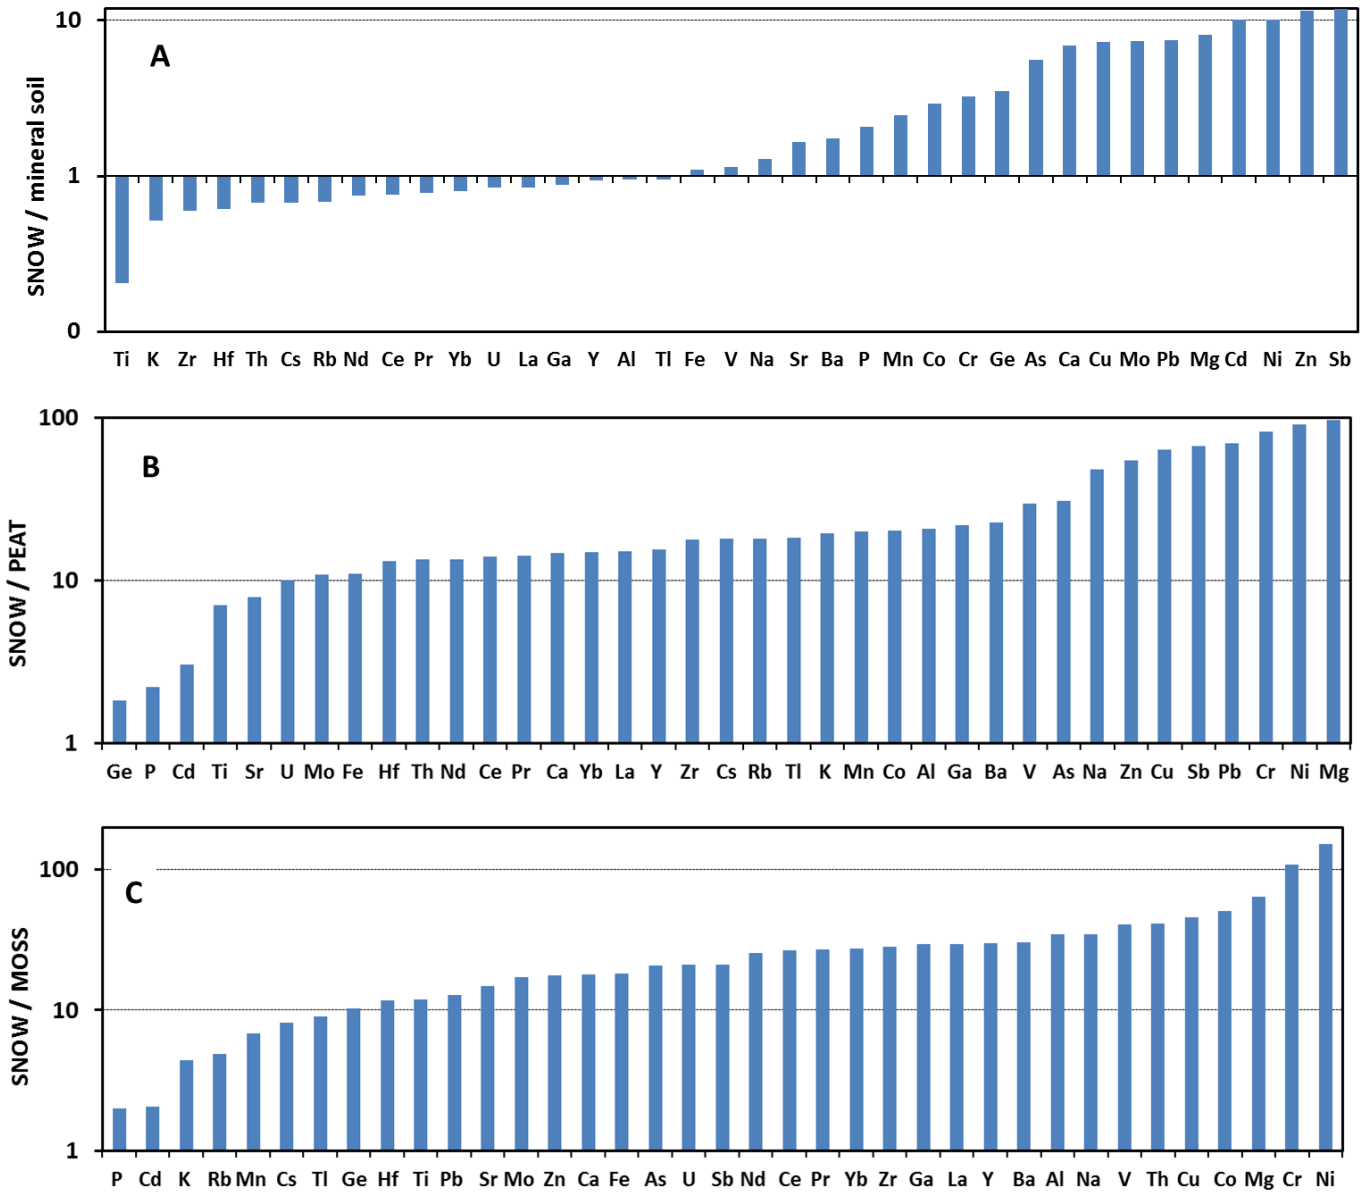 10
A
1
0
SNOW / mineral soil
Ti K Zr Hf Th Cs Rb Nd Ce Pr Yb U La Ga Y Al Tl Fe V Na Sr Ba P Mn Co Cr Ge As Ca Cu Mo Pb Mg Cd Ni Zn Sb
100
B
10
1
SNOW / PEAT
Ge P Cd Ti Sr U Mo Fe Hf Th Nd Ce Pr Ca Yb La Y Zr Cs Rb Tl K Mn Co Al Ga Ba V As Na Zn Cu Sb Pb Cr Ni Mg
100
C
10
1
SNOW / MOSS
P Cd K Rb Mn Cs Tl Ge Hf Ti Pb Sr Mo Zn Ca Fe As U Sb Nd Ce Pr Yb Zr Ga La Y Ba Al Na V Th Cu Co Mg Cr Ni